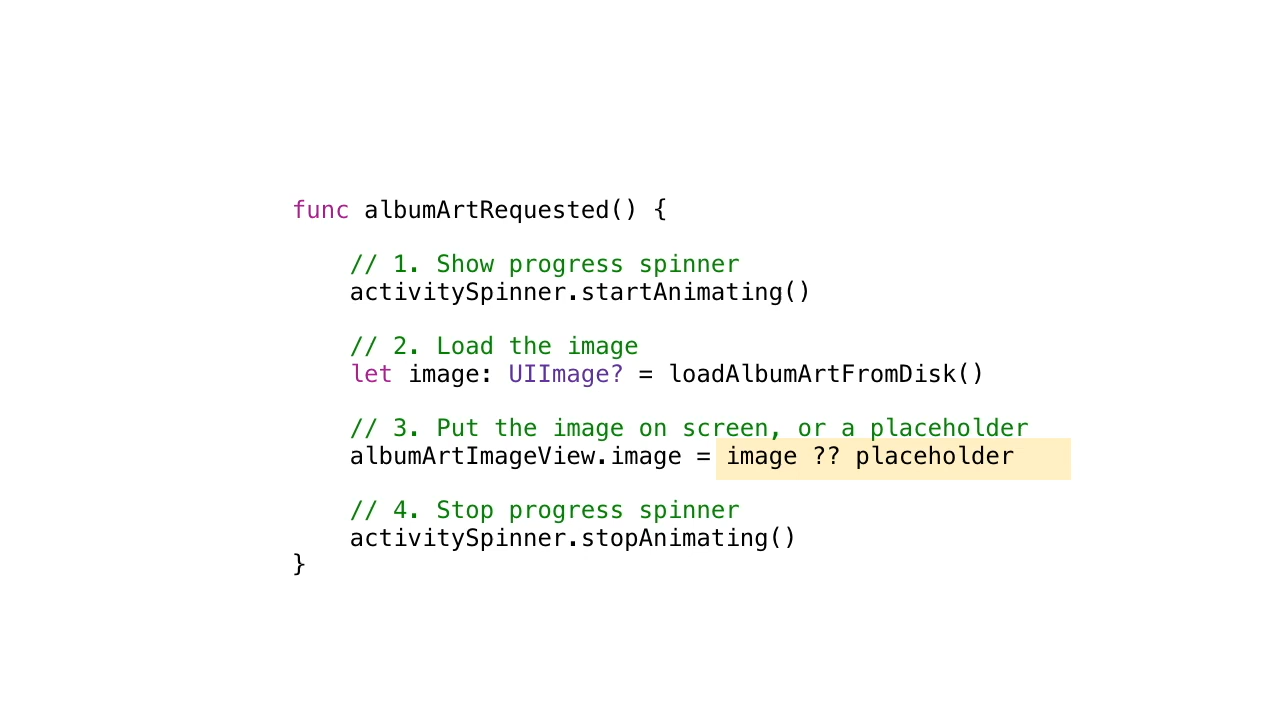 func albumArtRequested() {
// 1. Show progress spinner
activitySpinner.startAnimating()
// 2. Load the image
let image: UIImage? = loadAlbumArtFromDisk()
// 3. Put the image on screen, or a placeholder
albumArtImageView.image = image ?? placeholder
// 4. Stop progress spinner
activitySpinner.stopAnimating()
}